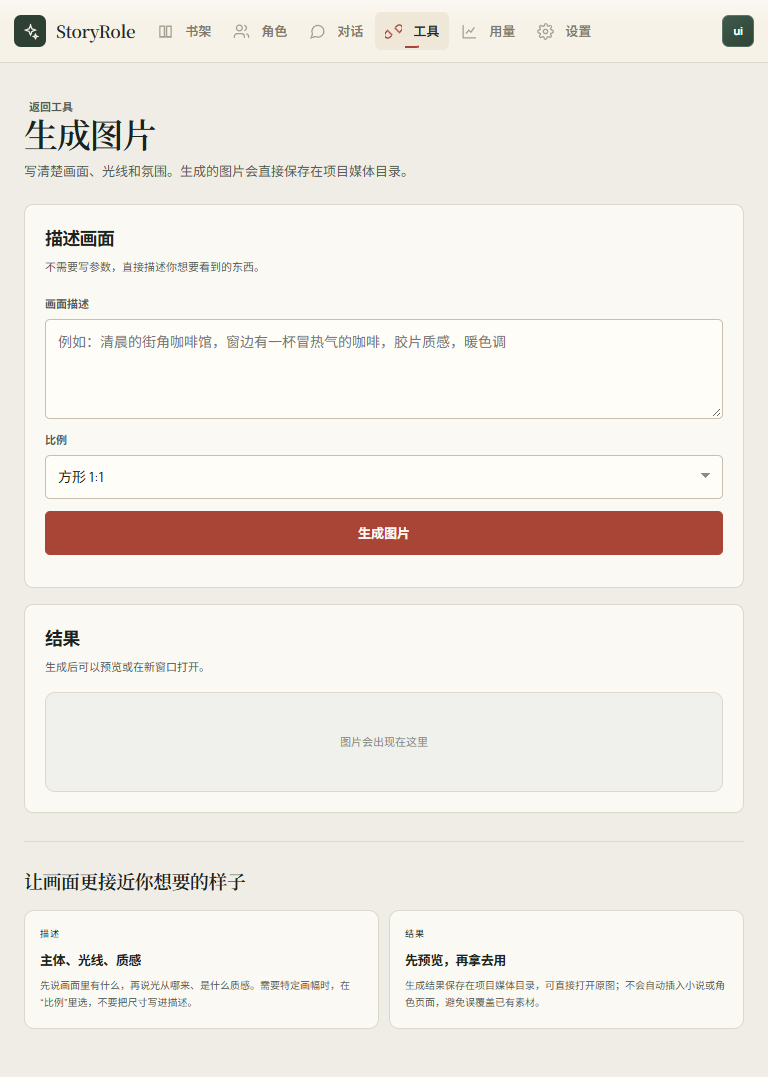 StoryRole 书架 角色 对话 工具 用量 设置 ui
返回工具
生成图片
写清楚画面、光线和氛围。生成的图片会直接保存在项目媒体目录。
描述画面
不需要写参数，直接描述你想要看到的东西。
画面描述
例如：清晨的街角咖啡馆，窗边有一杯冒热气的咖啡，胶片质感，暖色调
比例
方形 1:1
生成图片
结果
生成后可以预览或在新窗口打开。
图片会出现在这里
让画面更接近你想要的样子
描述
主体、光线、质感
先说画面里有什么，再说光从哪来、是什么质感。需要特定画幅时，在
“比例”里选，不要把尺寸写进描述。
结果
先预览，再拿去用
生成结果保存在项目媒体目录，可直接打开原图；不会自动插入小说或角
色页面，避免误覆盖已有素材。